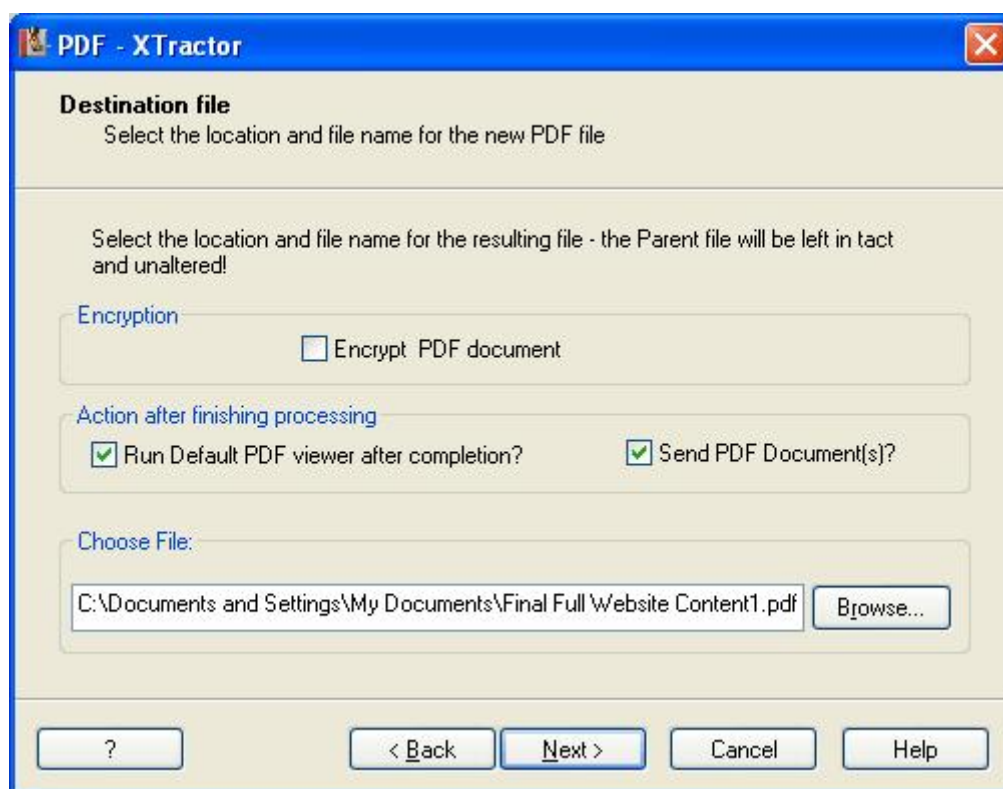 PDF - XTractor
Destination file
Select the location and file name for the new PDF file
Select the location and file name for the resulting file - the Parent file will be left in tact
and unaltered!
Encryption
Encrypt  PDF document
Action after finishing processing
Run Default PDF viewer after completion?
Send PDF Document(s)?
Choose File:
C:\Documents and Settings\My Documents\Final Full Website Content1.pdf
Browse...
?
< Back
Next >
Cancel
Help